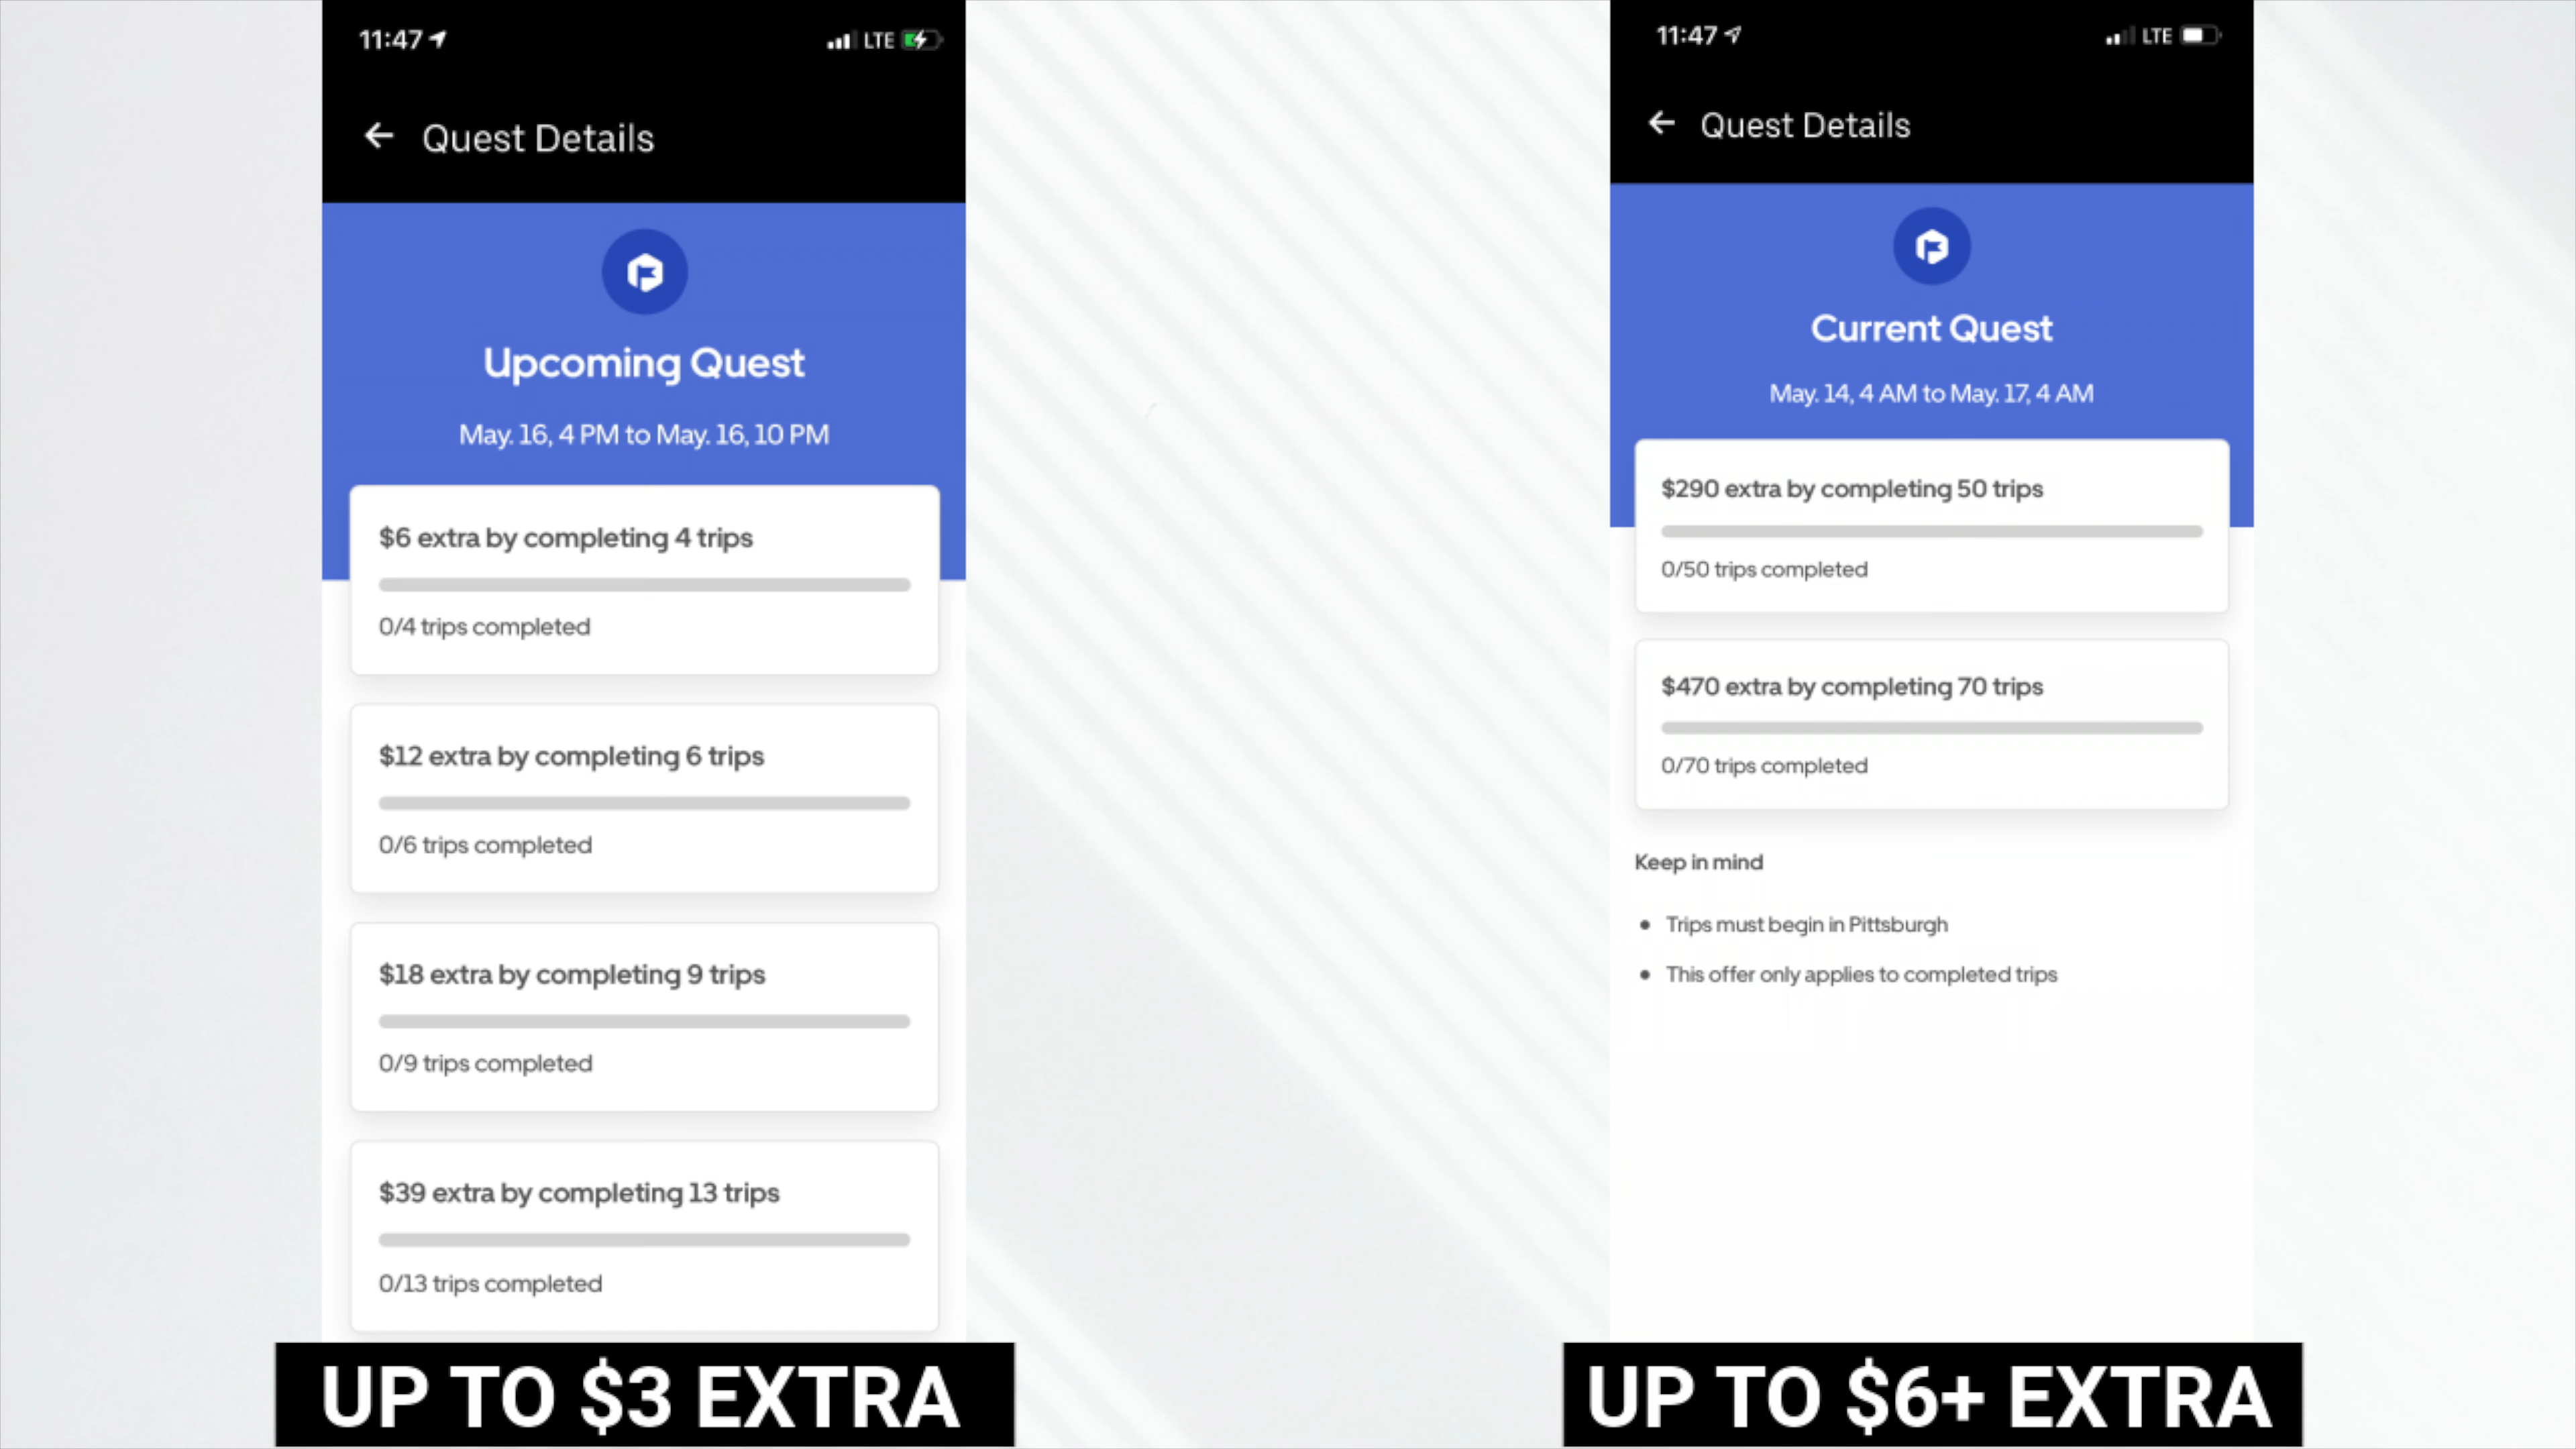 11:47
LTE
Quest Details
Upcoming Quest
May. 16, 4 PM to May. 16, 10 PM
$6 extra by completing 4 trips
0/4 trips completed
$12 extra by completing 6 trips
0/6 trips completed
$18 extra by completing 9 trips
0/9 trips completed
$39 extra by completing 13 trips
0/13 trips completed
UP TO $3 EXTRA
11:47
LTE
Quest Details
Current Quest
May. 14, 4 AM to May. 17, 4 AM
$290 extra by completing 50 trips
0/50 trips completed
$470 extra by completing 70 trips
0/70 trips completed
Keep in mind
• Trips must begin in Pittsburgh
• This offer only applies to completed trips
UP TO $6+ EXTRA